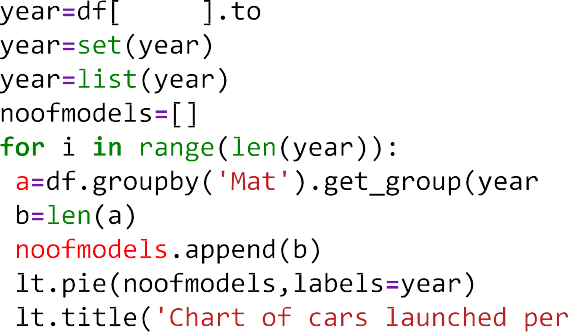 year=df[     ].to
year=set(year)
year=list(year)
noofmodels=[]
for i in range(len(year)):
 a=df.groupby('Mat').get_group(year
 b=len(a)
 noofmodels.append(b)
 lt.pie(noofmodels,labels=year)
 lt.title('Chart of cars launched per